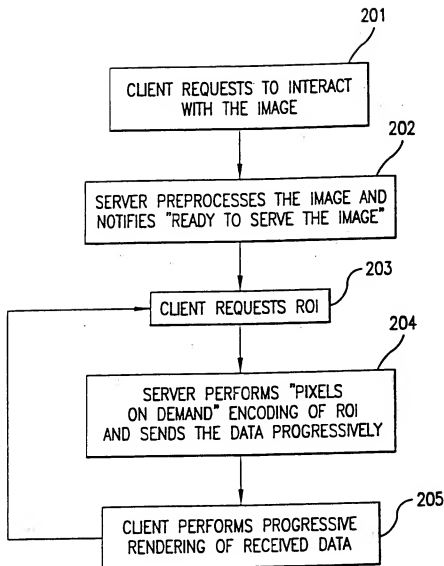 201
CLIENT REQUESTS TO INTERACT
WITH THE IMAGE
202
SERVER PREPROCESSES THE IMAGE AND
NOTIFIES "READY TO SERVE THE IMAGE"
203
CLIENT REQUESTS ROI
204
SERVER PERFORMS "PIXELS
ON DEMAND" ENCODING OF ROI
AND SENDS THE DATA PROGRESSIVELY
205
CLIENT PERFORMS PROGRESSIVE
RENDERING OF RECEIVED DATA